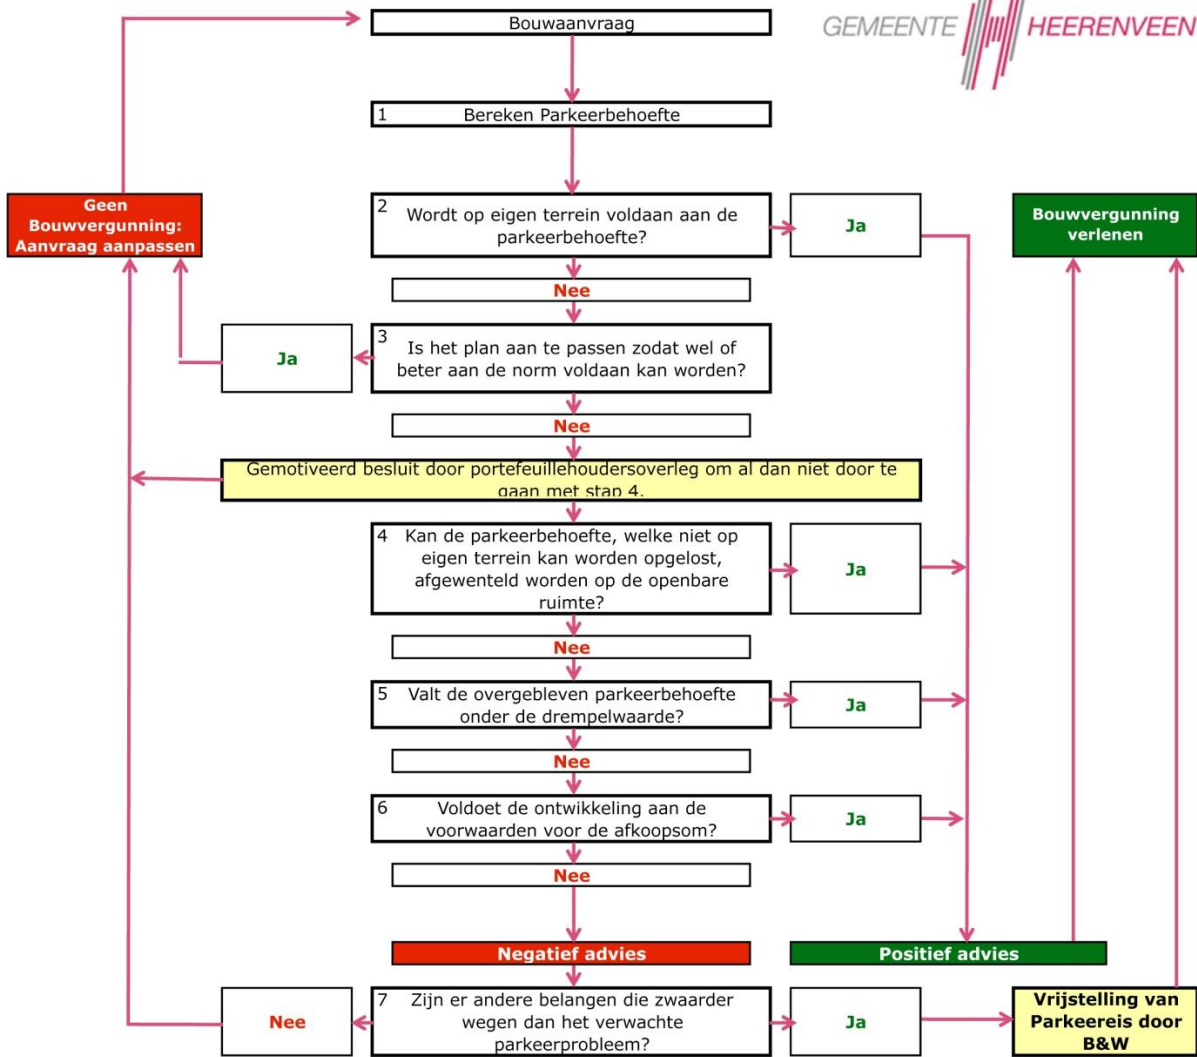 Bouwaanvraag
GEMEENTE HEERENVEEN
1 Bereken Parkeerbehoefte
Geen
Bouwvergunning:
Aanvraag aanpassen
2 Wordt op eigen terrein voldaan aan de
parkeerbehoefte?
Ja
Bouwvergunning
verlenen
Nee
Ja
3 Is het plan aan te passen zodat wel of
beter aan de norm voldaan kan worden?
Nee
Gemotiveerd besluit door portefeuillehoudersoverleg om al dan niet door te
gaan met stap 4.
4 Kan de parkeerbehoefte, welke niet op
eigen terrein kan worden opgelost,
afgewenteld worden op de openbare
ruimte?
Ja
Nee
5 Valt de overgebleven parkeerbehoefte
onder de drempelwaarde?
Ja
Nee
6 Voldoet de ontwikkeling aan de
voorwaarden voor de afkoopsom?
Ja
Nee
Negatief advies
Positief advies
Nee
7 Zijn er andere belangen die zwaarder
wegen dan het verwachte
parkeerprobleem?
Ja
Vrijstelling van
Parkeereis door
B&W